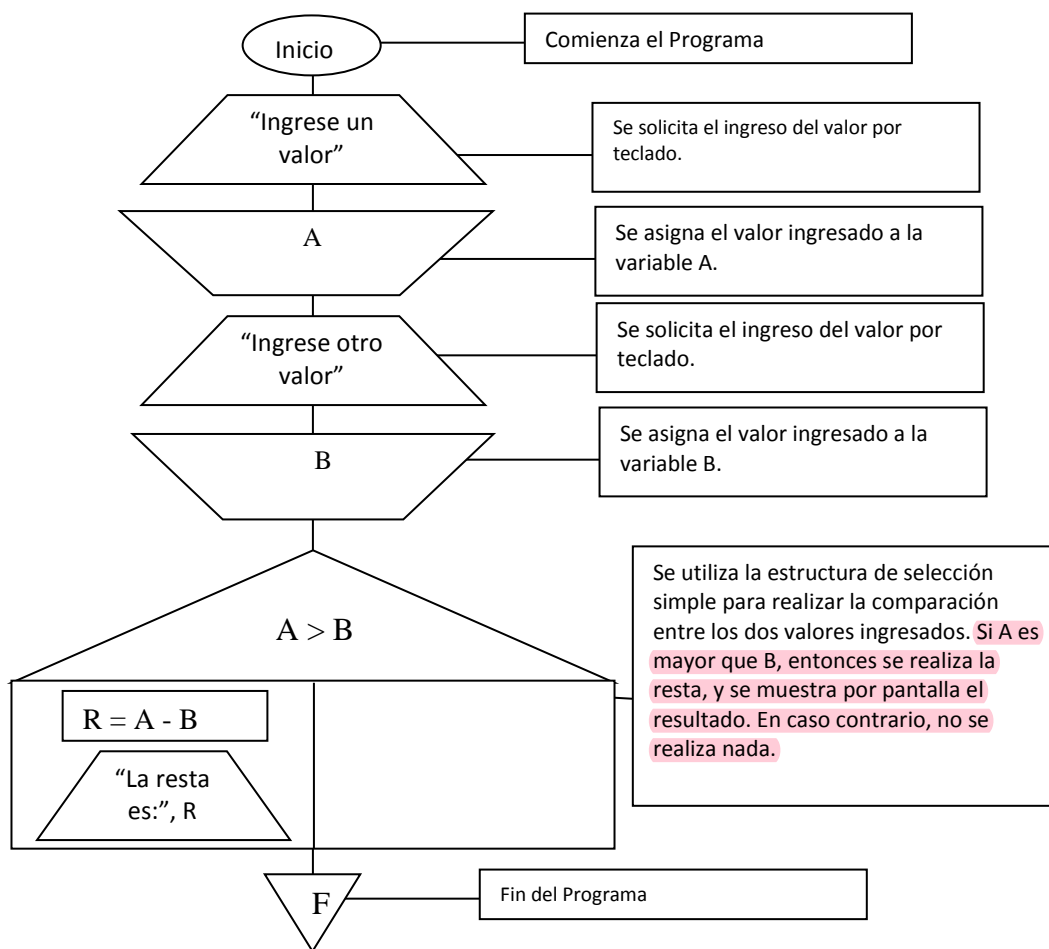 Inicio
Comienza el Programa
“Ingrese un
valor”
Se solicita el ingreso del valor por
teclado.
A
Se asigna el valor ingresado a la
variable A.
“Ingrese otro
valor”
Se solicita el ingreso del valor por
teclado.
B
Se asigna el valor ingresado a la
variable B.
A > B
Se utiliza la estructura de selección
simple para realizar la comparación
entre los dos valores ingresados. Si A es
mayor que B, entonces se realiza la
resta, y se muestra por pantalla el
resultado. En caso contrario, no se
realiza nada.
R = A - B
“La resta
es:”, R
F
Fin del Programa